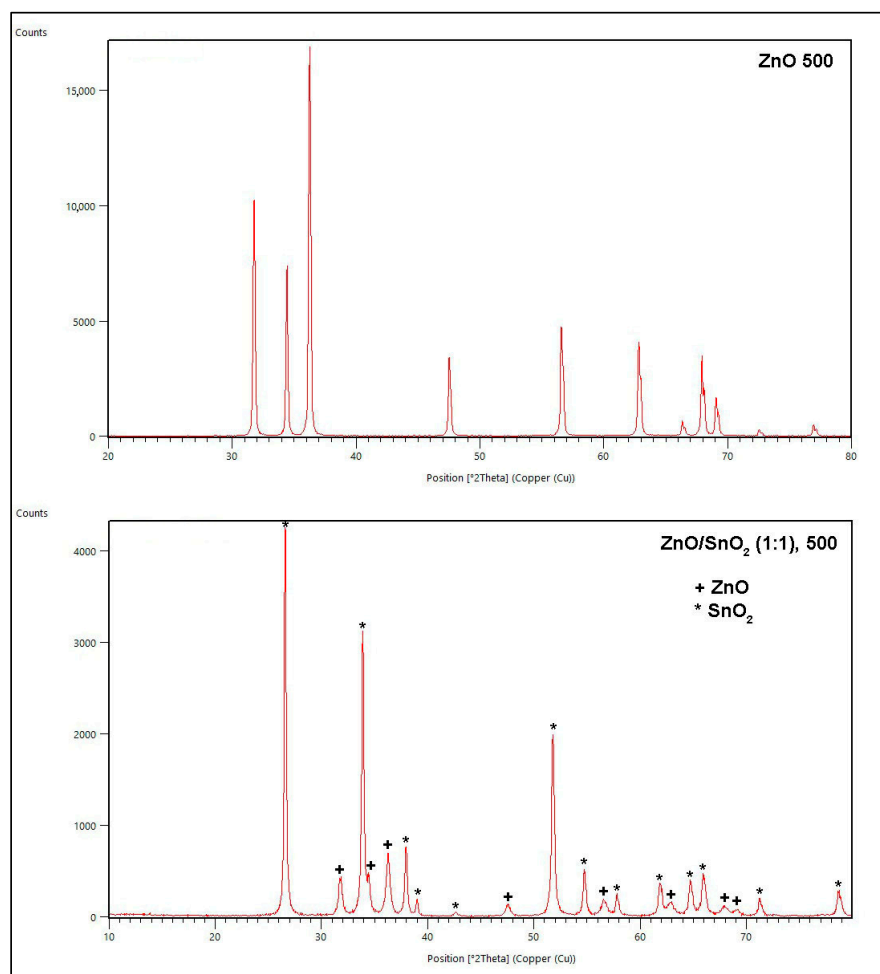 Counts
ZnO 500
15,000
10,000
5000
0
20 30 40 50 60 70 80
Position [°2Theta] (Copper (Cu))
Counts
ZnO/SnO₂ (1:1), 500
+ ZnO
* SnO₂
4000
3000
2000
1000
0
10 20 30 40 50 60 70
Position [°2Theta] (Copper (Cu))